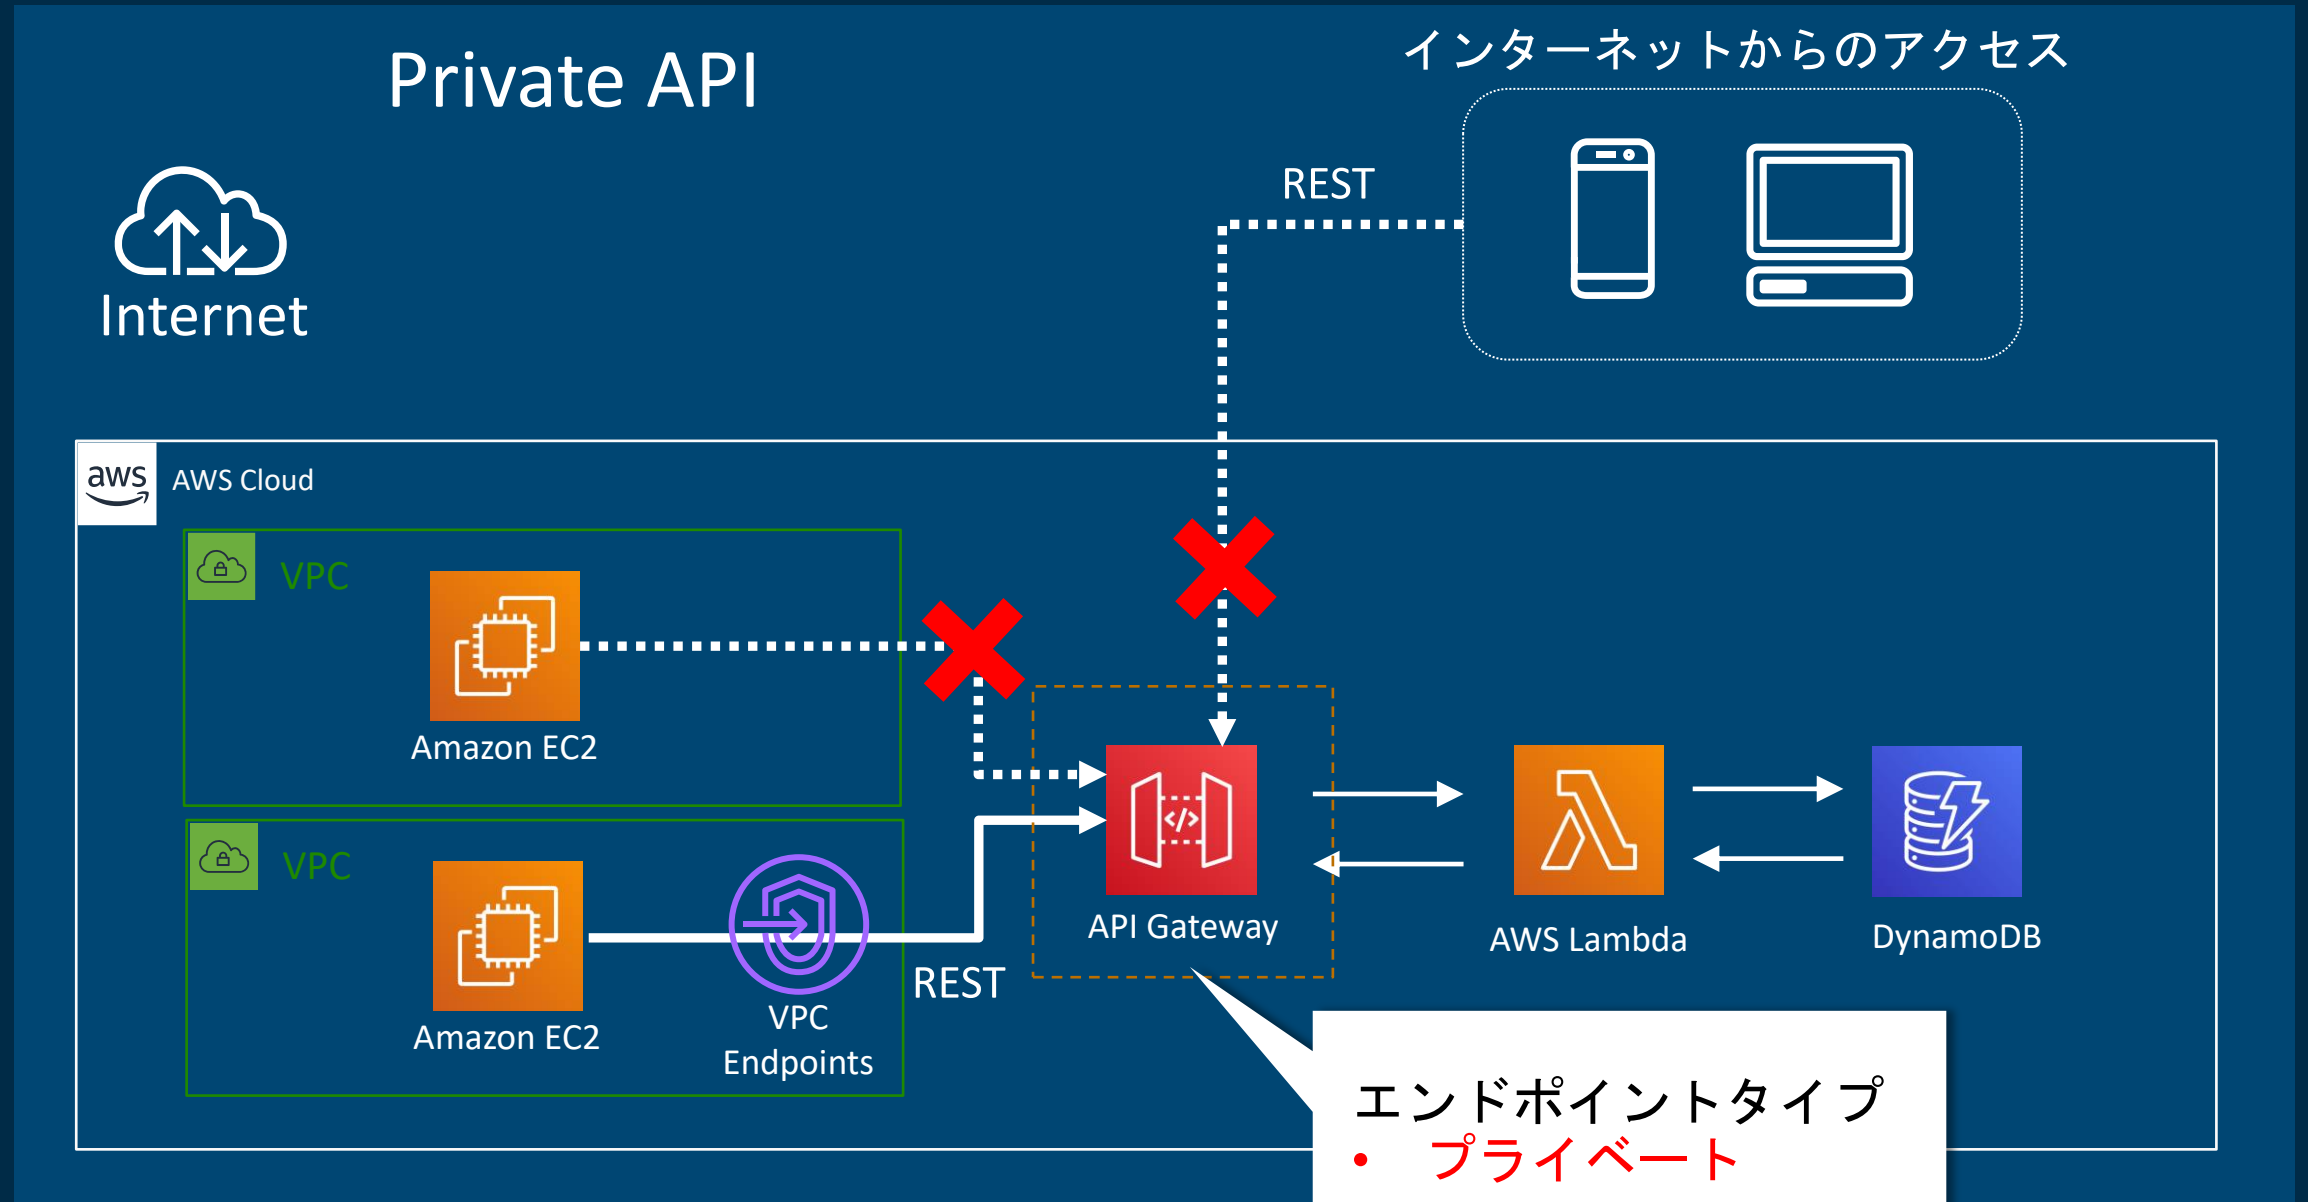 Private API
インターネットからのアクセス
REST
Internet
aws
AWS Cloud
VPC
Amazon EC2
VPC
Amazon EC2
VPC
Endpoints
REST
</>
API Gateway
AWS Lambda
DynamoDB
エンドポイントタイプ
• プライベート